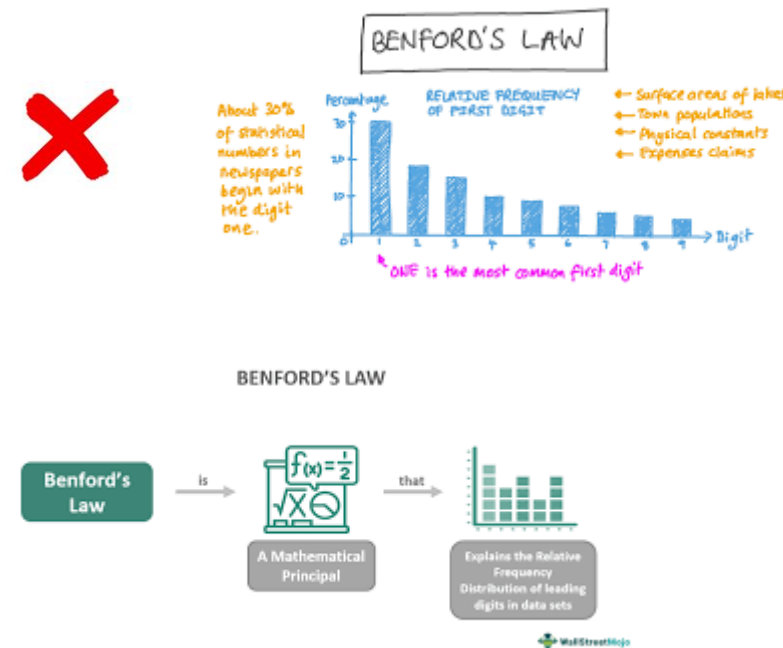 BENFORD'S LAW
About 30%
of statistical
numbers in
newspapers
begin with
the digit
one.
Percentage
30
20
10
0
RELATIVE FREQUENCY
OF FIRST DIGIT
← Surface areas of lakes
← Town populations
← Physical constants
← Expenses claims
1 2 3 4 5 6 7 8 9
Digit
ONE is the most common first digit
BENFORD'S LAW
Benford's
Law
is
f(x)=1/2
√X
A Mathematical
Principal
that
Explains the Relative
Frequency
Distribution of leading
digits in data sets
WallStreetMojo